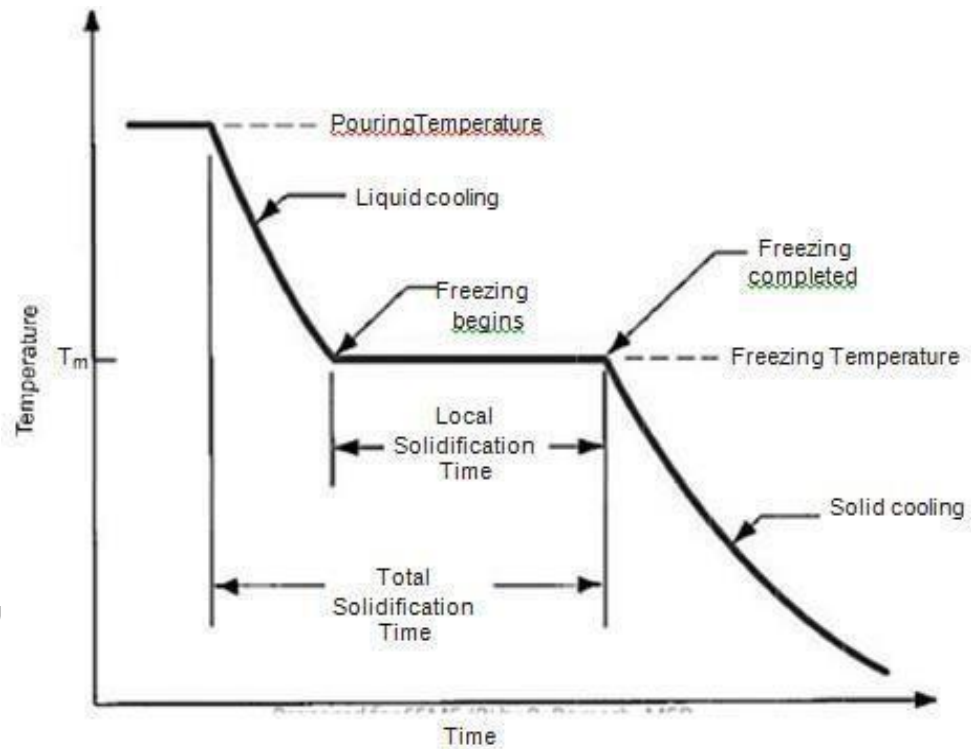 PouringTemperature
Liquid cooling
Freezing
completed
Freezing
begins
Temperature
Tm
Freezing Temperature
Local
Solidification
Time
Solid cooling
Total
Solidification
Time
Time